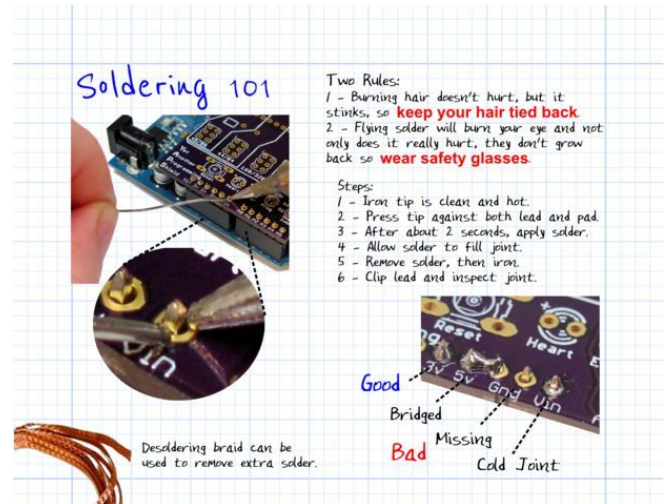 Soldering 101
Two Rules:
1 - Burning hair doesn't hurt, but it
stinks, so keep your hair tied back.
2 - Flying solder will burn your eye and not
only does it really hurt, they don't grow
back so wear safety glasses.
Steps:
1 - Iron tip is clean and hot.
2 - Press tip against both lead and pad.
3 - After about 2 seconds, apply solder.
4 - Allow solder to fill joint.
5 - Remove solder, then iron.
6 - Clip lead and inspect joint.
Yet
Another
Shield
Vin
Reset
Heart
3v 5v Gnd Vin
Good
Bridged
Missing
Bad
Cold Joint
Desoldering braid can be
used to remove extra solder.